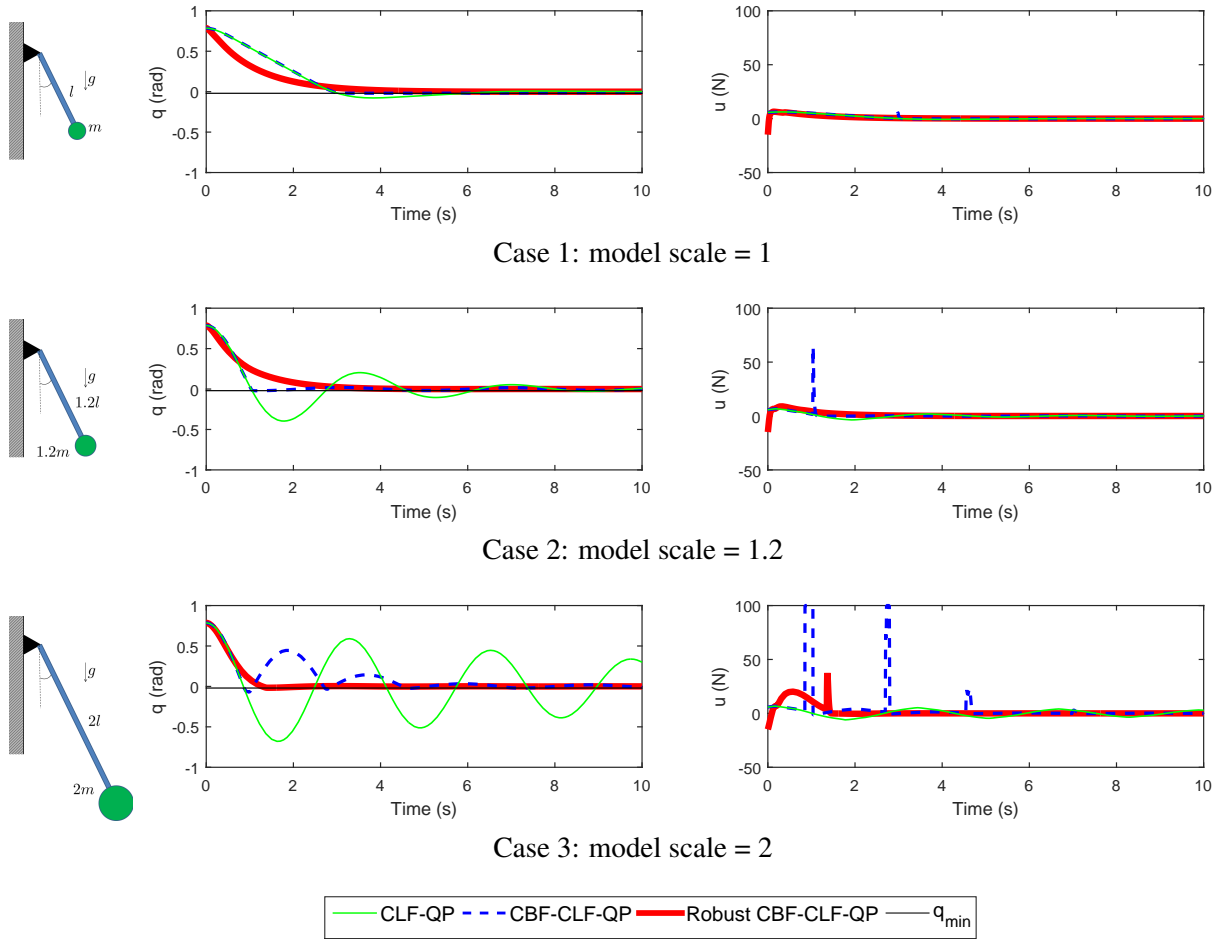 l
g
m
q (rad)
1
0.5
0
-0.5
-1
0 2 4 6 8 10
Time (s)
u (N)
100
50
0
-50
0 2 4 6 8 10
Time (s)
Case 1: model scale = 1
g
1.2l
1.2m
q (rad)
1
0.5
0
-0.5
-1
0 2 4 6 8 10
Time (s)
u (N)
100
50
0
-50
0 2 4 6 8 10
Time (s)
Case 2: model scale = 1.2
g
2l
2m
q (rad)
1
0.5
0
-0.5
-1
0 2 4 6 8 10
Time (s)
u (N)
100
50
0
-50
0 2 4 6 8 10
Time (s)
Case 3: model scale = 2
CLF-QP CBF-CLF-QP Robust CBF-CLF-QP q_min